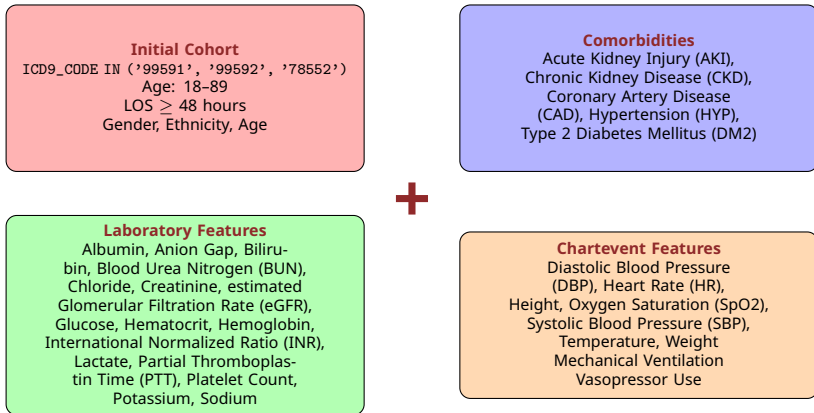 Initial Cohort
ICD9_CODE IN ('99591', '99592', '78552')
Age: 18–89
LOS ≥ 48 hours
Gender, Ethnicity, Age
Comorbidities
Acute Kidney Injury (AKI),
Chronic Kidney Disease (CKD),
Coronary Artery Disease
(CAD), Hypertension (HYP),
Type 2 Diabetes Mellitus (DM2)
+
Laboratory Features
Albumin, Anion Gap, Biliru-
bin, Blood Urea Nitrogen (BUN),
Chloride, Creatinine, estimated
Glomerular Filtration Rate (eGFR),
Glucose, Hematocrit, Hemoglobin,
International Normalized Ratio (INR),
Lactate, Partial Thromboplas-
tin Time (PTT), Platelet Count,
Potassium, Sodium
Chartevent Features
Diastolic Blood Pressure
(DBP), Heart Rate (HR),
Height, Oxygen Saturation (SpO2),
Systolic Blood Pressure (SBP),
Temperature, Weight
Mechanical Ventilation
Vasopressor Use